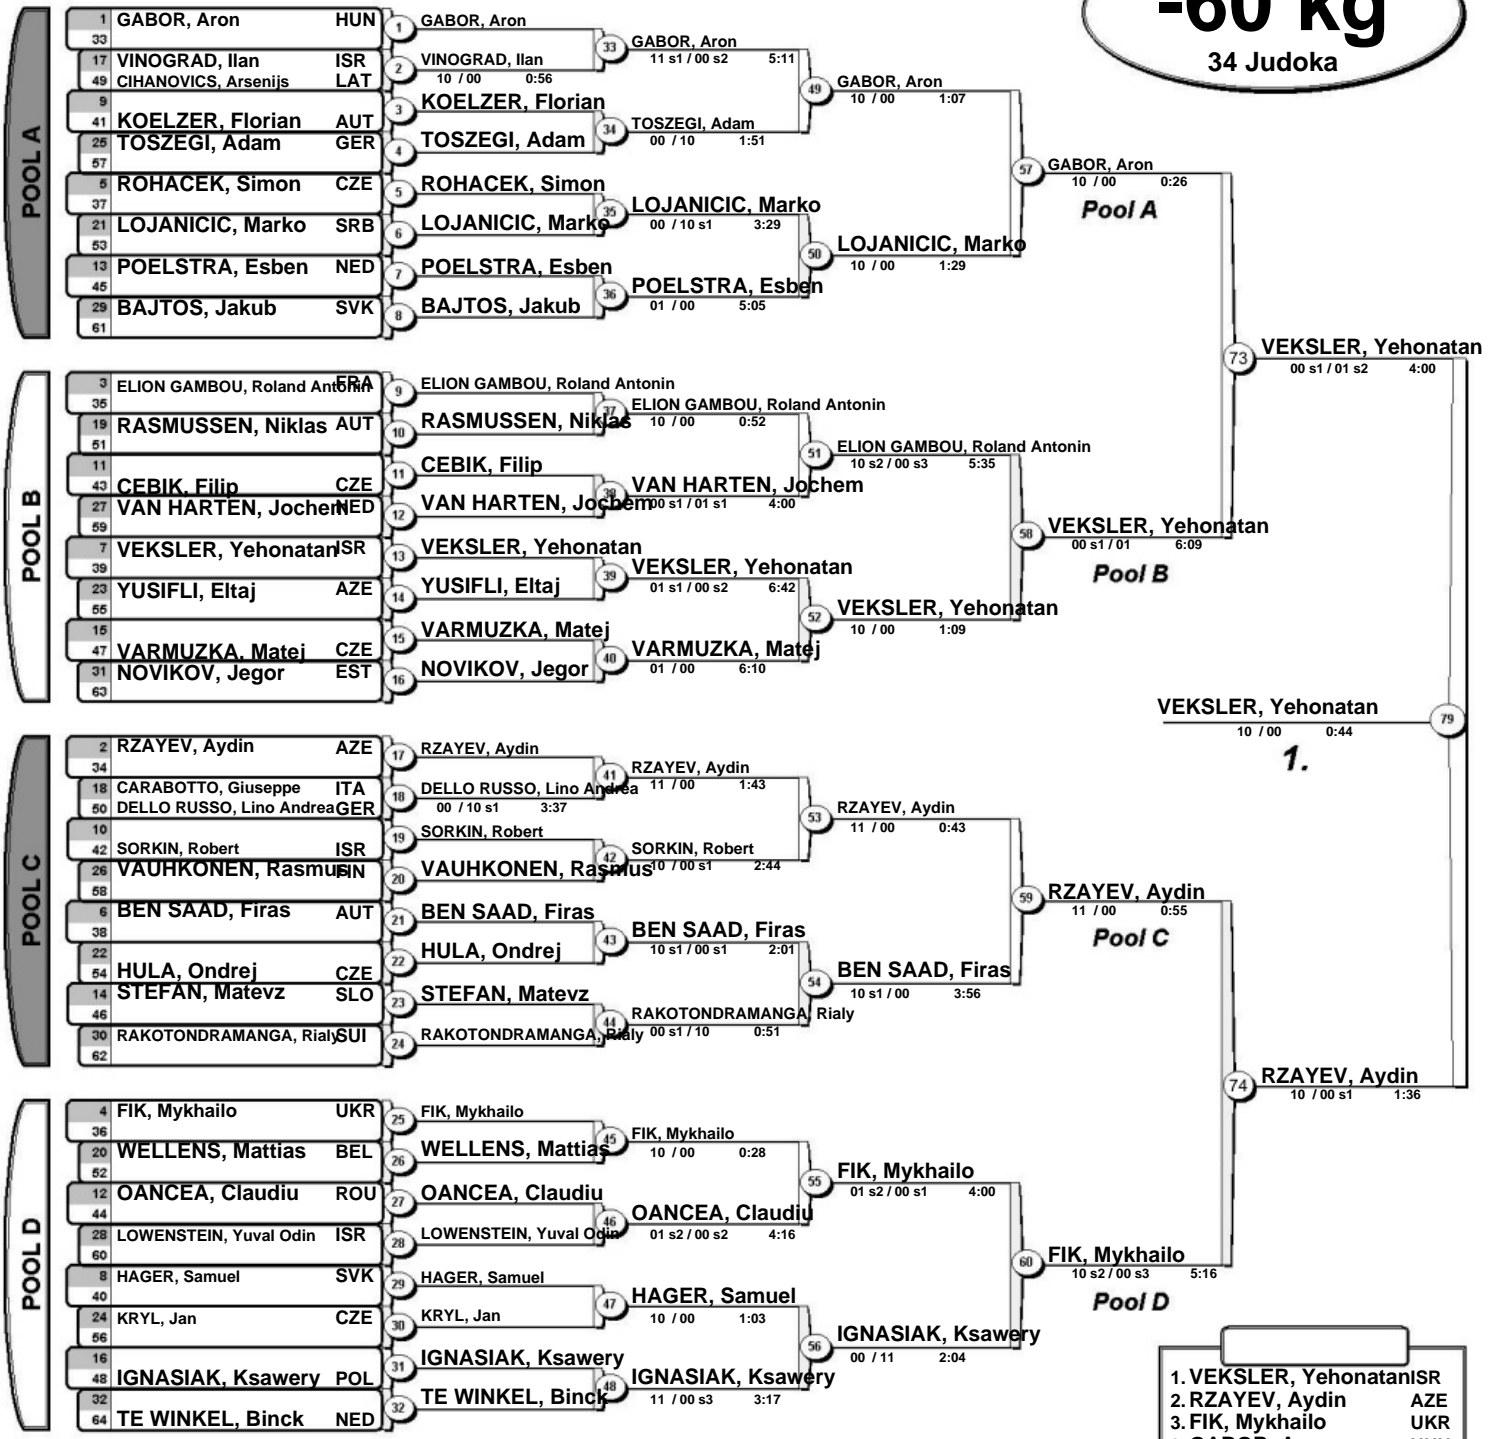 -60 kg
34 Judoka
POOL A
1 GABOR, Aron HUN
33
17 VINOGRAD, Ilan ISR
49 CIHANOVICS, Arsenijs LAT
9
41 KOELZER, Florian AUT
25 TOSZEGI, Adam GER
57
5 ROHACEK, Simon CZE
37
21 LOJANICIC, Marko SRB
53
13 POELSTRA, Esben NED
45
29 BAJTOS, Jakub SVK
61
1 GABOR, Aron
2 VINOGRAD, Ilan
10 / 00 0:56
3 KOELZER, Florian
4 TOSZEGI, Adam
5 ROHACEK, Simon
6 LOJANICIC, Marko
7 POELSTRA, Esben
8 BAJTOS, Jakub
33 GABOR, Aron
11 s1 / 00 s2 5:11
34 TOSZEGI, Adam
00 / 10 1:51
35 LOJANICIC, Marko
00 / 10 s1 3:29
36 POELSTRA, Esben
01 / 00 5:05
49 GABOR, Aron
10 / 00 1:07
50 LOJANICIC, Marko
10 / 00 1:29
57 GABOR, Aron
10 / 00 0:26
Pool A
POOL B
3 ELION GAMBOU, Roland Antonin FRA
35
19 RASMUSSEN, Niklas AUT
51
11
43 CEBIK, Filip CZE
27 VAN HARTEN, Jochem NED
59
7 VEKSLER, Yehonatan ISR
39
23 YUSIFLI, Eltaj AZE
55
15
47 VARMUZKA, Matej CZE
31 NOVIKOV, Jegor EST
63
9 ELION GAMBOU, Roland Antonin
10 RASMUSSEN, Niklas
11 CEBIK, Filip
12 VAN HARTEN, Jochem
13 VEKSLER, Yehonatan
14 YUSIFLI, Eltaj
15 VARMUZKA, Matej
16 NOVIKOV, Jegor
37 ELION GAMBOU, Roland Antonin
10 / 00 0:52
38 VAN HARTEN, Jochem
00 s1 / 01 s1 4:00
39 VEKSLER, Yehonatan
01 s1 / 00 s2 6:42
40 VARMUZKA, Matej
01 / 00 6:10
51 ELION GAMBOU, Roland Antonin
10 s2 / 00 s3 5:35
52 VEKSLER, Yehonatan
10 / 00 1:09
58 VEKSLER, Yehonatan
00 s1 / 01 6:09
Pool B
73 VEKSLER, Yehonatan
00 s1 / 01 s2 4:00
VEKSLER, Yehonatan 79
10 / 00 0:44
1.
POOL C
2 RZAYEV, Aydin AZE
34
18 CARABOTTO, Giuseppe ITA
50 DELLO RUSSO, Lino Andrea GER
10
42 SORKIN, Robert ISR
26 VAUHKONEN, Rasmus FIN
58
6 BEN SAAD, Firas AUT
38
22
54 HULA, Ondrej CZE
14 STEFAN, Matevz SLO
46
30 RAKOTONDRAMANGA, Rialy SUI
62
17 RZAYEV, Aydin
18 DELLO RUSSO, Lino Andrea
00 / 10 s1 3:37
19 SORKIN, Robert
20 VAUHKONEN, Rasmus
21 BEN SAAD, Firas
22 HULA, Ondrej
23 STEFAN, Matevz
24 RAKOTONDRAMANGA, Rialy
41 RZAYEV, Aydin
11 / 00 1:43
42 SORKIN, Robert
10 / 00 s1 2:44
43 BEN SAAD, Firas
10 s1 / 00 s1 2:01
44 RAKOTONDRAMANGA, Rialy
00 s1 / 10 0:51
53 RZAYEV, Aydin
11 / 00 0:43
54 BEN SAAD, Firas
10 s1 / 00 3:56
59 RZAYEV, Aydin
11 / 00 0:55
Pool C
POOL D
4 FIK, Mykhailo UKR
36
20 WELLENS, Mattias BEL
52
12 OANCEA, Claudiu ROU
44
28 LOWENSTEIN, Yuval Odin ISR
60
8 HAGER, Samuel SVK
40
24 KRYL, Jan CZE
56
16
48 IGNASIAK, Ksawery POL
32
64 TE WINKEL, Binck NED
25 FIK, Mykhailo
26 WELLENS, Mattias
27 OANCEA, Claudiu
28 LOWENSTEIN, Yuval Odin
29 HAGER, Samuel
30 KRYL, Jan
31 IGNASIAK, Ksawery
32 TE WINKEL, Binck
45 FIK, Mykhailo
10 / 00 0:28
46 OANCEA, Claudiu
01 s2 / 00 s2 4:16
47 HAGER, Samuel
10 / 00 1:03
48 IGNASIAK, Ksawery
11 / 00 s3 3:17
55 FIK, Mykhailo
01 s2 / 00 s1 4:00
56 IGNASIAK, Ksawery
00 / 11 2:04
60 FIK, Mykhailo
10 s2 / 00 s3 5:16
Pool D
74 RZAYEV, Aydin
10 / 00 s1 1:36
1. VEKSLER, Yehonatan ISR
2. RZAYEV, Aydin AZE
3. FIK, Mykhailo UKR